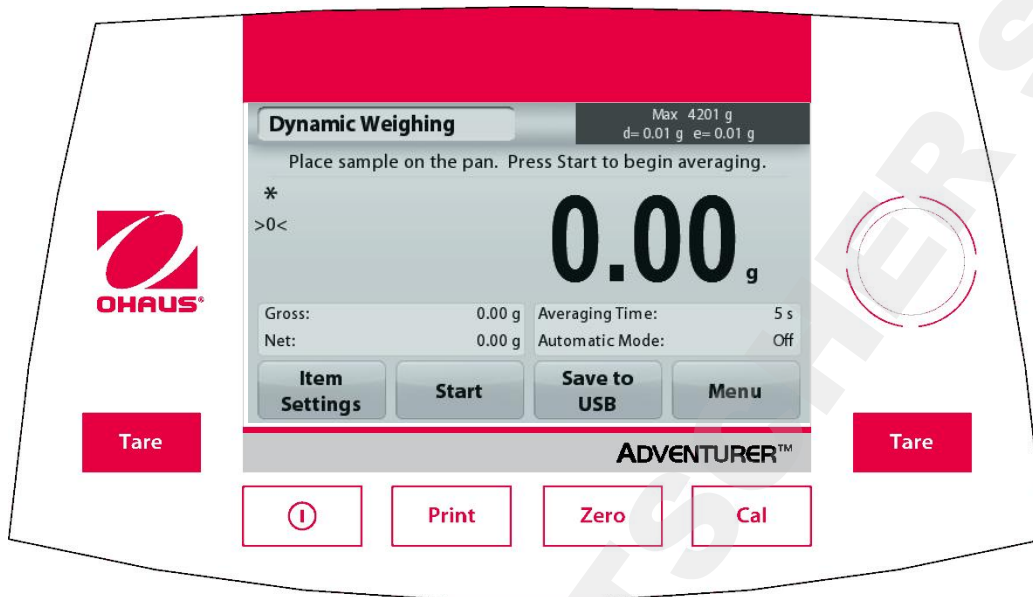 Dynamic Weighing
Max 4201 g
d= 0.01 g e= 0.01 g
Place sample on the pan. Press Start to begin averaging.
*
>0<
0.00 g
OHAUS®
Gross: 0.00 g
Net: 0.00 g
Averaging Time: 5 s
Automatic Mode: Off
Item
Settings
Start
Save to
USB
Menu
Tare
ADVENTURER™
Tare
Print
Zero
Cal